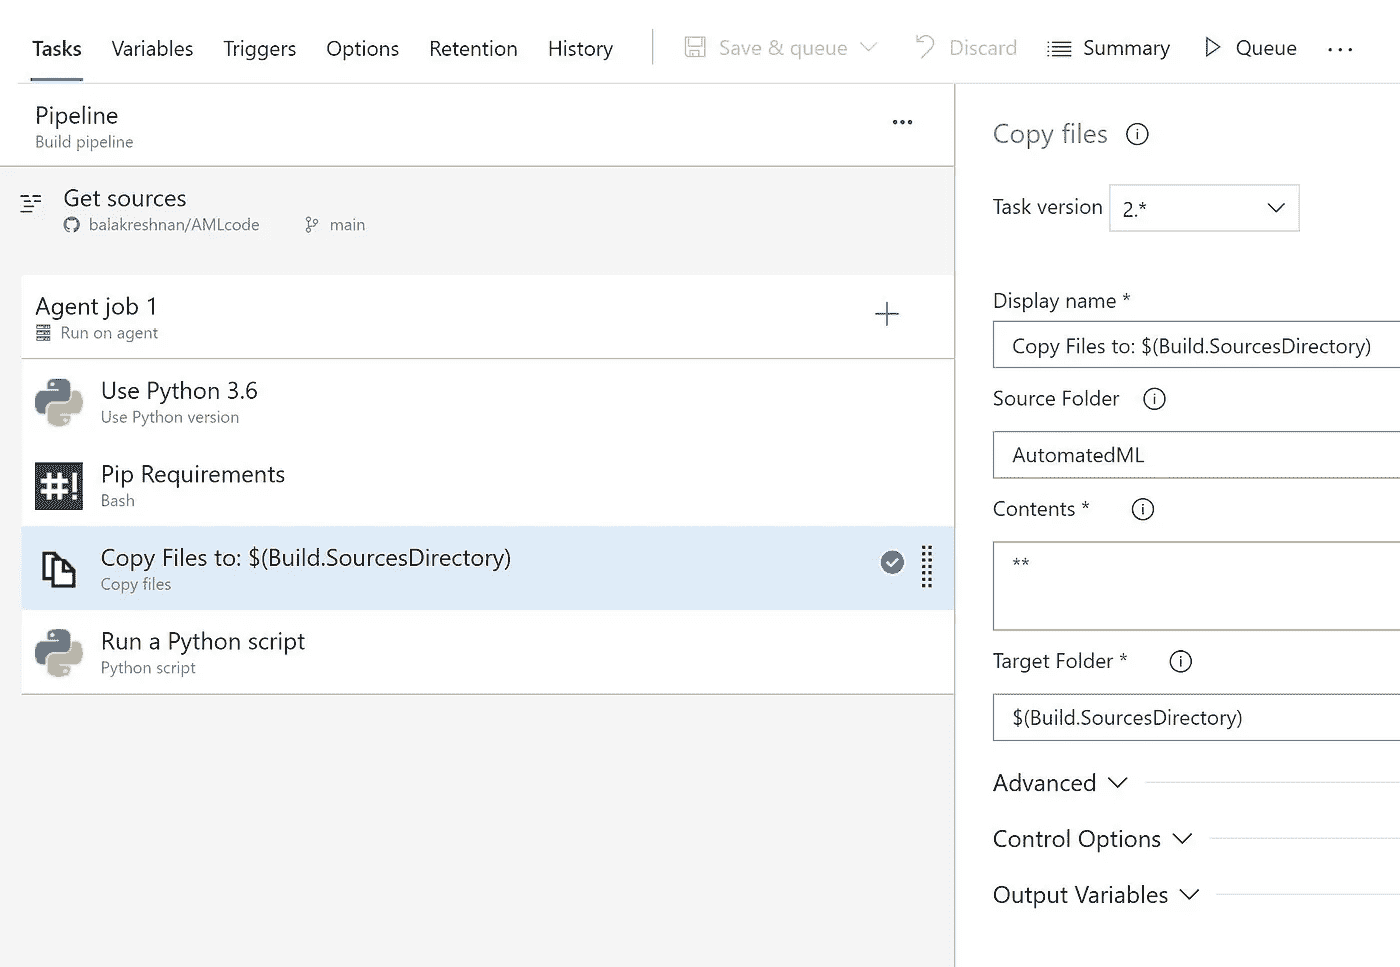 Tasks Variables Triggers Options Retention History Save & queue Discard Summary Queue ...
Pipeline
Build pipeline
...
Get sources
balakreshnan/AMLcode main
Agent job 1
Run on agent
Use Python 3.6
Use Python version
#!
Pip Requirements
Bash
Copy Files to: $(Build.SourcesDirectory)
Copy files
Run a Python script
Python script
Copy files
Task version 2.*
Display name *
Copy Files to: $(Build.SourcesDirectory)
Source Folder
AutomatedML
Contents *
**
Target Folder *
$(Build.SourcesDirectory)
Advanced
Control Options
Output Variables